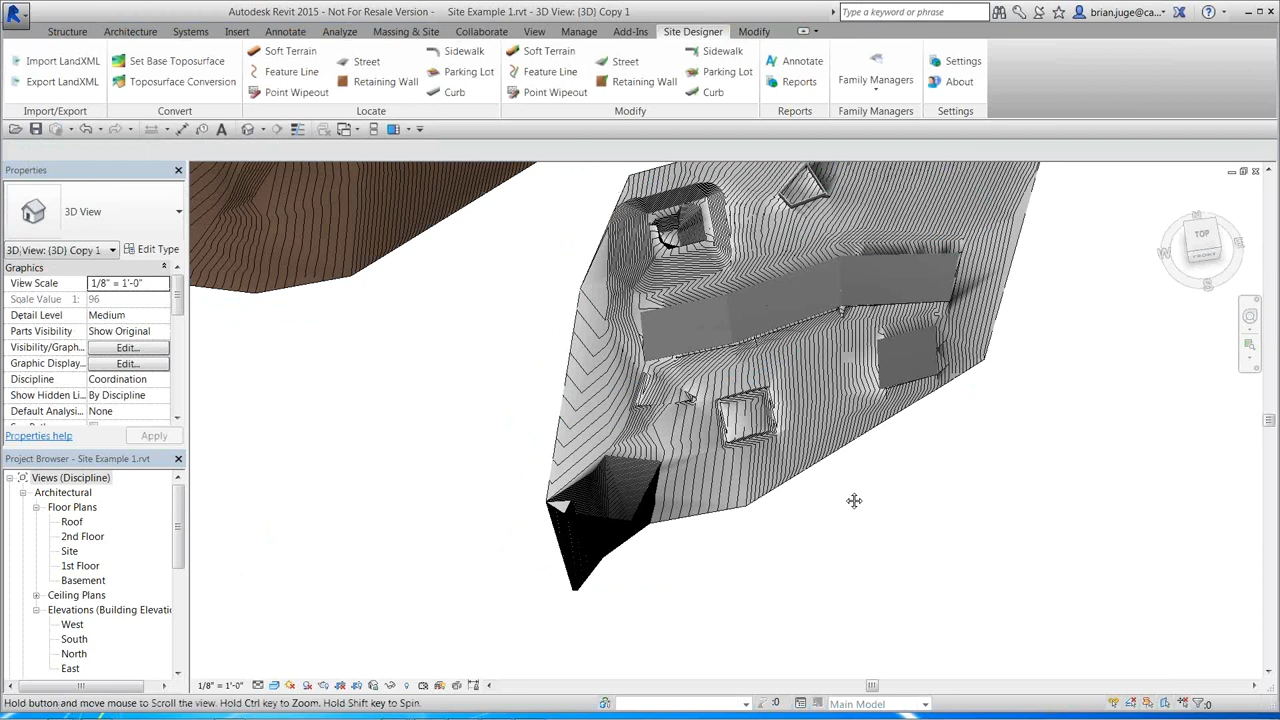 Autodesk Revit 2015 - Not For Resale Version - Site Example 1.rvt - 3D View: {3D} Copy 1
Type a keyword or phrase
brian.juge@ca...
Structure Architecture Systems Insert Annotate Analyze Massing & Site Collaborate View Manage Add-Ins Site Designer Modify
Import LandXML
Export LandXML
Import/Export
Set Base Toposurface
Toposurface Conversion
Convert
Soft Terrain
Feature Line
Point Wipeout
Street
Retaining Wall
Sidewalk
Parking Lot
Curb
Locate
Soft Terrain
Feature Line
Point Wipeout
Street
Retaining Wall
Sidewalk
Parking Lot
Curb
Modify
Annotate
Reports
Reports
Family Managers
Family Managers
Settings
About
Settings
Properties
3D View
3D View: {3D} Copy 1
Edit Type
Graphics
View Scale 1/8" = 1'-0"
Scale Value 1: 96
Detail Level Medium
Parts Visibility Show Original
Visibility/Graph... Edit...
Graphic Display... Edit...
Discipline Coordination
Show Hidden Li... By Discipline
Default Analysi... None
Properties help
Apply
Project Browser - Site Example 1.rvt
Views (Discipline)
Architectural
Floor Plans
Roof
2nd Floor
Site
1st Floor
Basement
Ceiling Plans
Elevations (Building Elevatio
West
South
North
East
TOP
FRONT
W
S
E
1/8" = 1'-0"
Hold button and move mouse to Scroll the view. Hold Ctrl key to Zoom. Hold Shift key to Spin.
:0
Main Model
:0